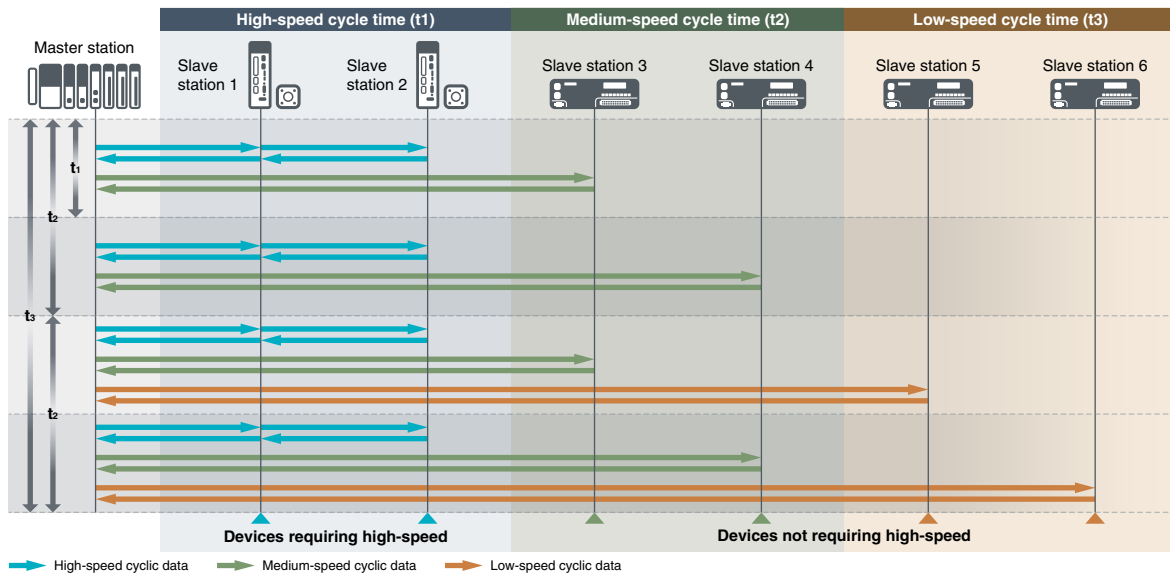 High-speed cycle time (t1)
Medium-speed cycle time (t2)
Low-speed cycle time (t3)
Master station
Slave
station 1
Slave
station 2
Slave station 3
Slave station 4
Slave station 5
Slave station 6
t1
t2
t3
t2
Devices requiring high-speed
Devices not requiring high-speed
High-speed cyclic data
Medium-speed cyclic data
Low-speed cyclic data